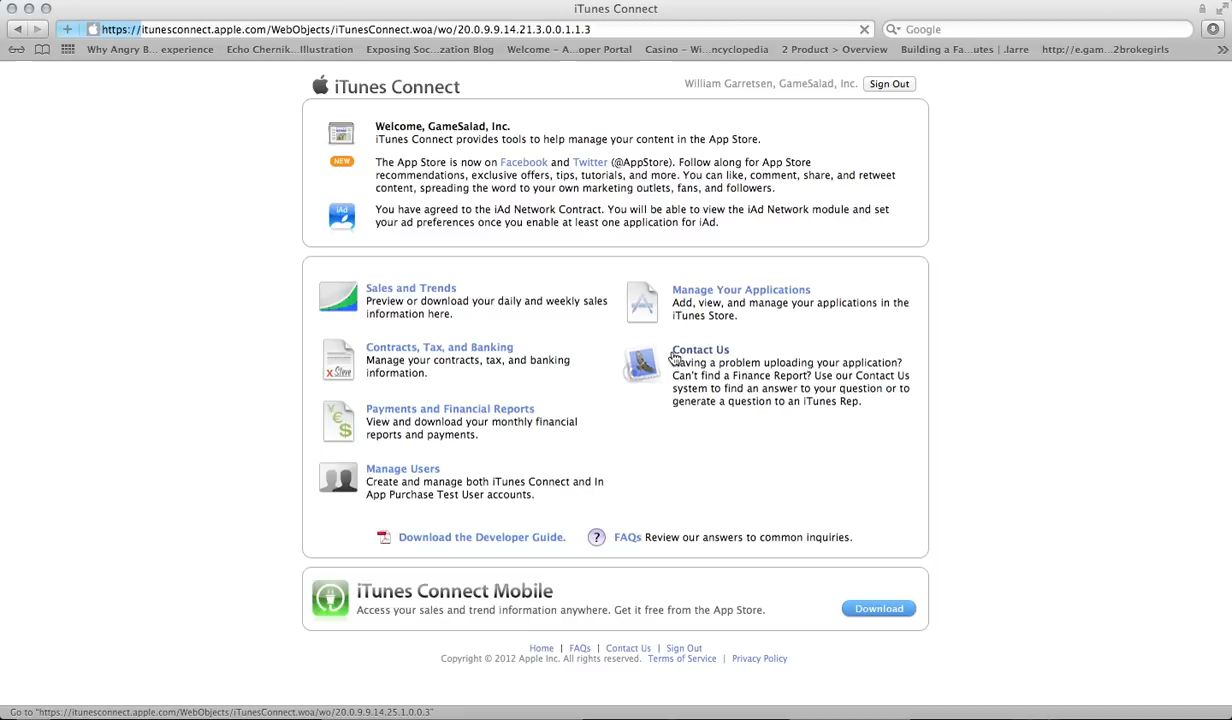 iTunes Connect
https://itunesconnect.apple.com/WebObjects/iTunesConnect.woa/wo/20.0.9.9.14.21.3.0.0.1.1.3
Google
Why Angry B... experience
Echo Chernik...Illustration
Exposing Soc...zation Blog
Welcome – A...oper Portal
Casino – Wi...ncyclopedia
2 Product > Overview
Building a Fa...utes | .larre
http://e.gam...2brokegirls
iTunes Connect
William Garretsen, GameSalad, Inc.
Sign Out
Welcome, GameSalad, Inc.
iTunes Connect provides tools to help manage your content in the App Store.
NEW
The App Store is now on Facebook and Twitter (@AppStore). Follow along for App Store
recommendations, exclusive offers, tips, tutorials, and more. You can like, comment, share, and retweet
content, spreading the word to your own marketing outlets, fans, and followers.
iAd
You have agreed to the iAd Network Contract. You will be able to view the iAd Network module and set
your ad preferences once you enable at least one application for iAd.
Sales and Trends
Preview or download your daily and weekly sales
information here.
Contracts, Tax, and Banking
Manage your contracts, tax, and banking
information.
Payments and Financial Reports
View and download your monthly financial
reports and payments.
Manage Users
Create and manage both iTunes Connect and In
App Purchase Test User accounts.
Manage Your Applications
Add, view, and manage your applications in the
iTunes Store.
Contact Us
Having a problem uploading your application?
Can't find a Finance Report? Use our Contact Us
system to find an answer to your question or to
generate a question to an iTunes Rep.
Download the Developer Guide.
? FAQs Review our answers to common inquiries.
iTunes Connect Mobile
Access your sales and trend information anywhere. Get it free from the App Store.
Download
Home | FAQs | Contact Us | Sign Out
Copyright © 2012 Apple Inc. All rights reserved. Terms of Service | Privacy Policy
Go to "https://itunesconnect.apple.com/WebObjects/iTunesConnect.woa/wo/20.0.9.9.14.25.1.0.0.3"